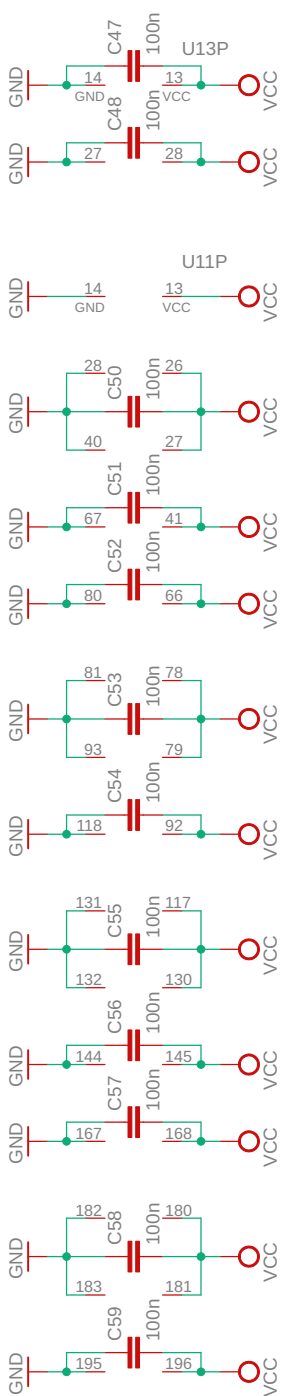 C47 100n U13P
GND 14 13 VCC
GND VCC
C48 100n
GND 27 28 VCC
U11P
GND 14 13 VCC
GND VCC
28 C50 100n 26
GND VCC
40 27
C51 100n
GND 67 41 VCC
C52 100n
GND 80 66 VCC
81 C53 100n 78
GND VCC
93 79
C54 100n
GND 118 92 VCC
131 C55 100n 117
GND VCC
132 130
C56 100n
GND 144 145 VCC
C57 100n
GND 167 168 VCC
182 C58 100n 180
GND VCC
183 181
C59 100n
GND 195 196 VCC